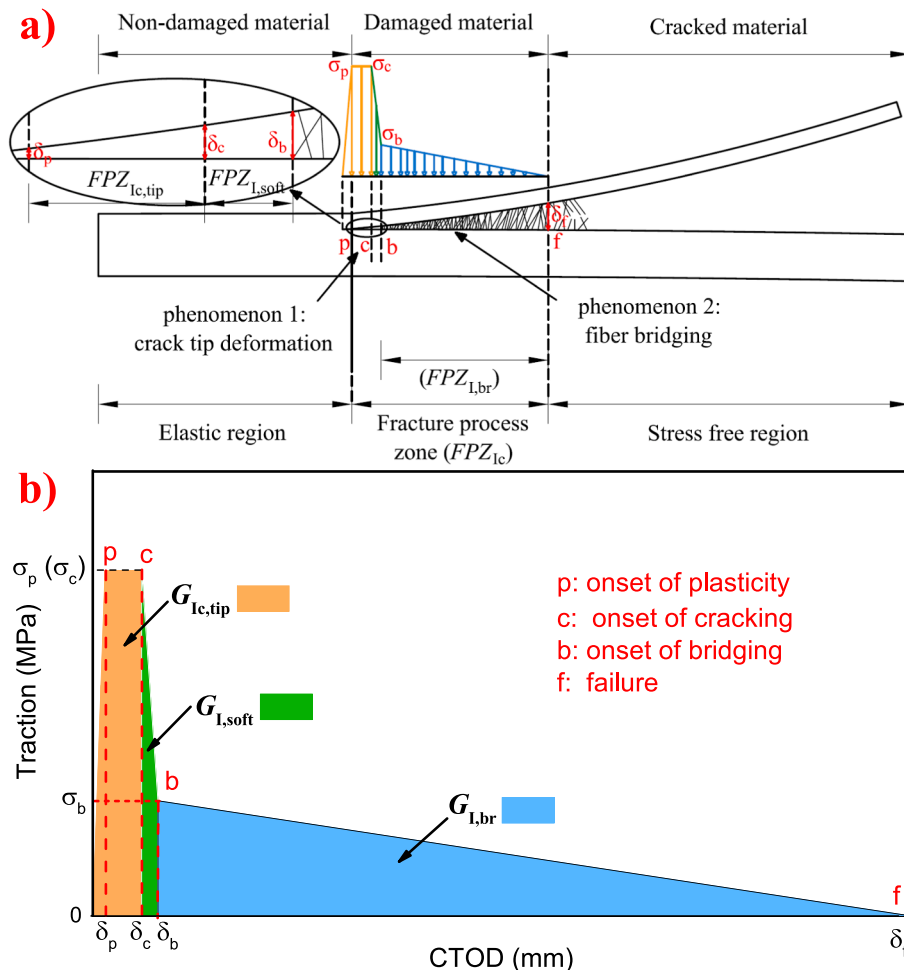 a)
Non-damaged material
Damaged material
Cracked material
σp
σc
σb
δp
δc
δb
FPZIc,tip
FPZI,soft
δf
p
c
b
f
phenomenon 1:
crack tip deformation
phenomenon 2:
fiber bridging
(FPZI,br)
Elastic region
Fracture process
zone (FPZIc)
Stress free region
b)
Traction (MPa)
σp (σc)
σb
0
p
c
b
f
GIc,tip
GI,soft
GI,br
p: onset of plasticity
c: onset of cracking
b: onset of bridging
f: failure
δp
δc
δb
CTOD (mm)